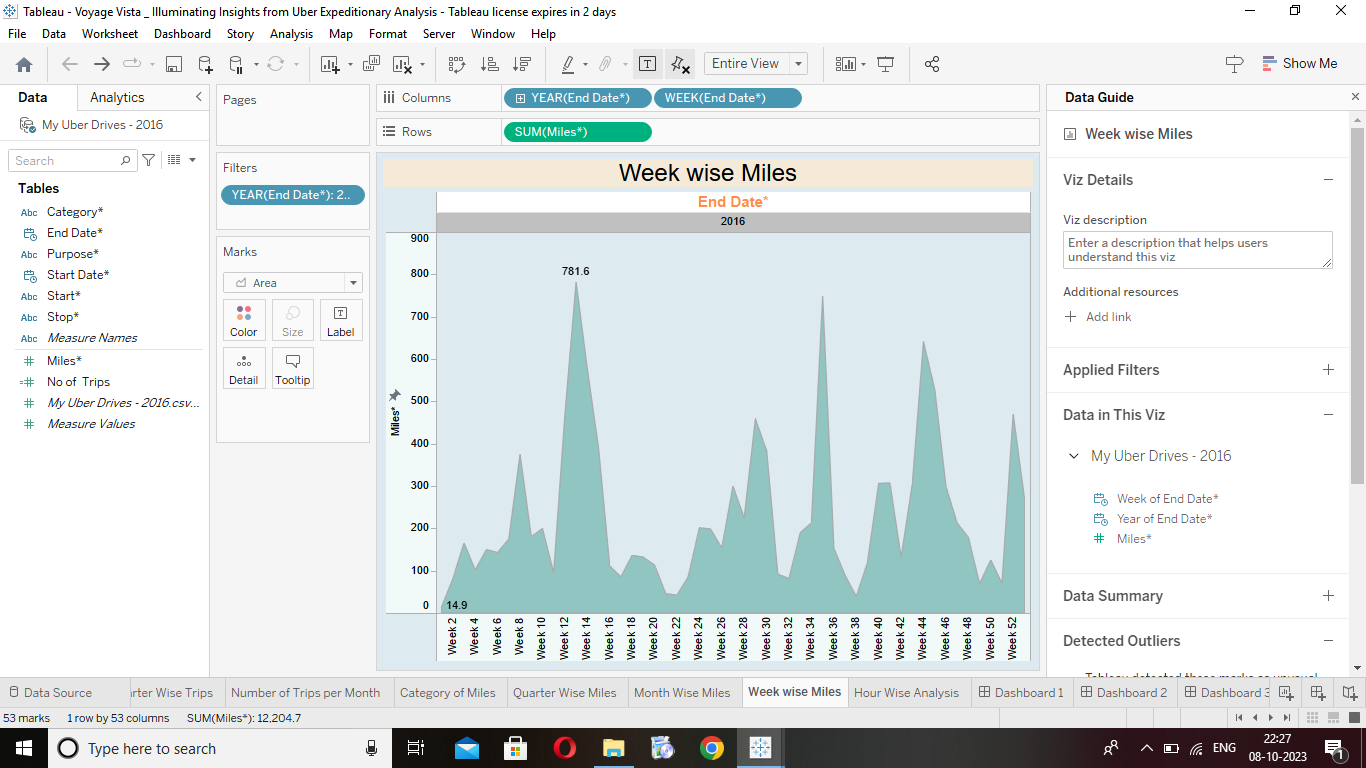 Tableau - Voyage Vista _ Illuminating Insights from Uber Expeditionary Analysis - Tableau license expires in 2 days
File Data Worksheet Dashboard Story Analysis Map Format Server Window Help
Entire View
Show Me
Data Analytics
My Uber Drives - 2016
Search
Tables
Abc Category*
End Date*
Abc Purpose*
Start Date*
Abc Start*
Abc Stop*
Abc Measure Names
Miles*
No of Trips
My Uber Drives - 2016.csv...
Measure Values
Pages
Filters
YEAR(End Date*): 2..
Marks
Area
Color Size Label
Detail Tooltip
Columns YEAR(End Date*) WEEK(End Date*)
Rows SUM(Miles*)
Week wise Miles
End Date*
2016
Miles*
900
800
700
600
500
400
300
200
100
0
781.6
14.9
Week 2
Week 4
Week 6
Week 8
Week 10
Week 12
Week 14
Week 16
Week 18
Week 20
Week 22
Week 24
Week 26
Week 28
Week 30
Week 32
Week 34
Week 36
Week 38
Week 40
Week 42
Week 44
Week 46
Week 48
Week 50
Week 52
Data Guide
Week wise Miles
Viz Details
Viz description
Enter a description that helps users
understand this viz
Additional resources
Add link
Applied Filters
Data in This Viz
My Uber Drives - 2016
Week of End Date*
Year of End Date*
Miles*
Data Summary
Detected Outliers
Tableau detected these marks as unusual
Data Source rter Wise Trips Number of Trips per Month Category of Miles Quarter Wise Miles Month Wise Miles Week wise Miles Hour Wise Analysis Dashboard 1 Dashboard 2 Dashboard 3
53 marks 1 row by 53 columns SUM(Miles*): 12,204.7
Type here to search
ENG
22:27
08-10-2023
1